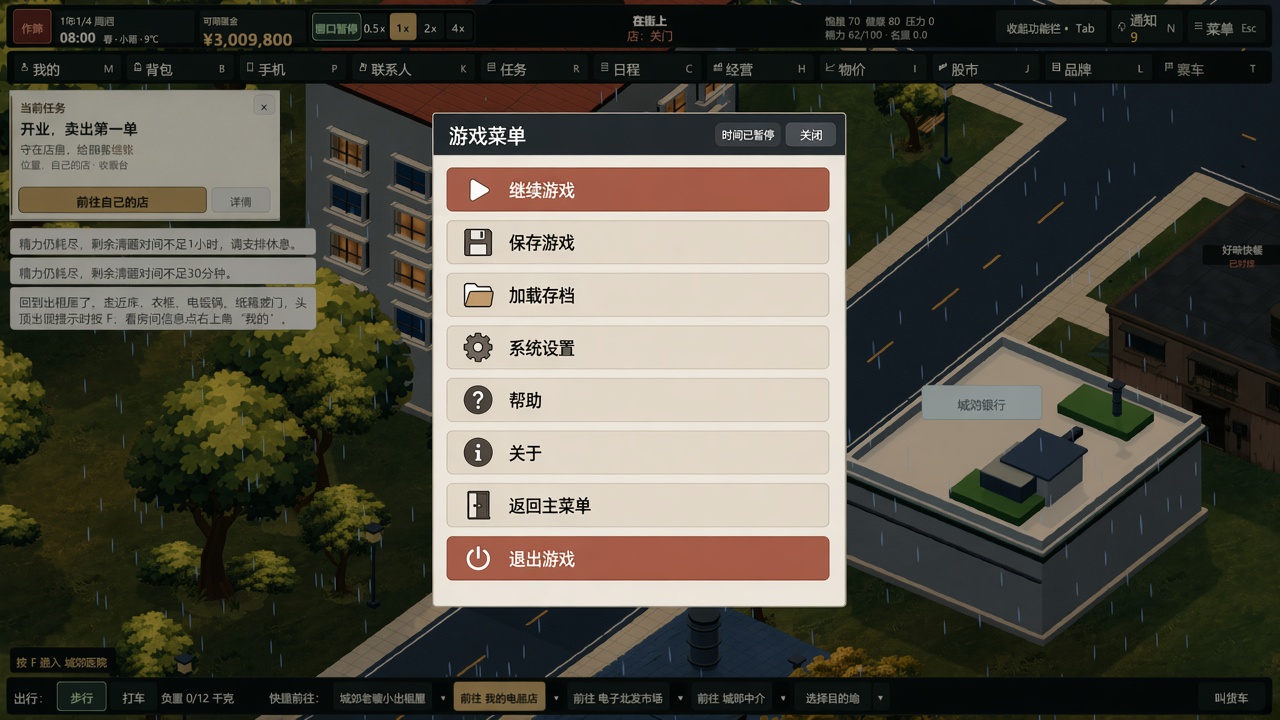 作弊
1年1/4 周四
08:00 春·小雨·9°C
可用现金
¥3,009,800
窗口暂停 0.5x 1x 2x 4x
在街上
店：关门
饱腹 70 健康 80 压力 0
精力 62/100 · 名 0.0
收起功能栏 · Tab
通知 9 N
菜单 Esc
我的 M
背包 B
手机 P
联系人 K
任务 R
日程 C
经营 H
物价 I
股市 J
品牌 L
赛车 T
当前任务
×
开业，卖出第一单
守在店里，给顾客结账
位置，自己的店 · 收银台
前往自己的店
详情
精力仍耗尽，剩余清醒时间不足1小时，请安排休息。
精力仍耗尽，剩余清醒时间不足30分钟。
回到出租屋了，走近床、衣柜、电饭锅、纸箱或门，头
顶出现提示时按 F；看房间信息点右上角“我的”。
游戏菜单
时间已暂停
关闭
继续游戏
保存游戏
加载存档
系统设置
帮助
关于
返回主菜单
退出游戏
好味快餐
城郊银行
按 F 进入 城郊医院
出行：
步行
打车
负重 0/12 千克
快捷前往：
城郊老小出租屋
前往 我的电脑店
前往 电子北发市场
前往 城郊中介
选择目的地
叫货车